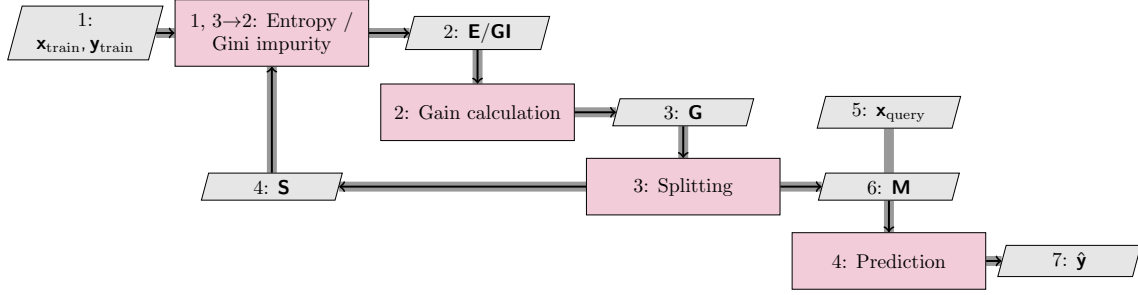 1:
x_train, y_train
1, 3→2: Entropy /
Gini impurity
2: E/GI
2: Gain calculation
3: G
5: x_query
4: S
3: Splitting
6: M
4: Prediction
7: ŷ